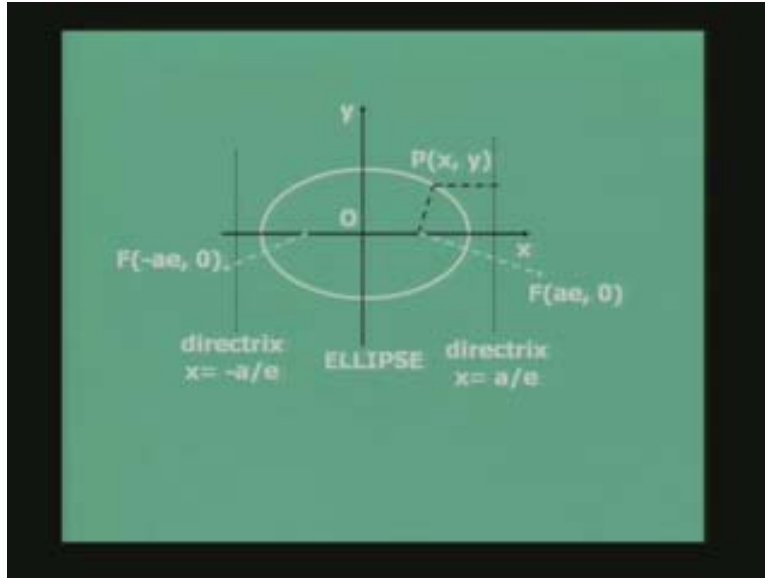 y
P(x, y)
O
x
F(-ae, 0)
F(ae, 0)
directrix
x= -a/e
ELLIPSE
directrix
x= a/e